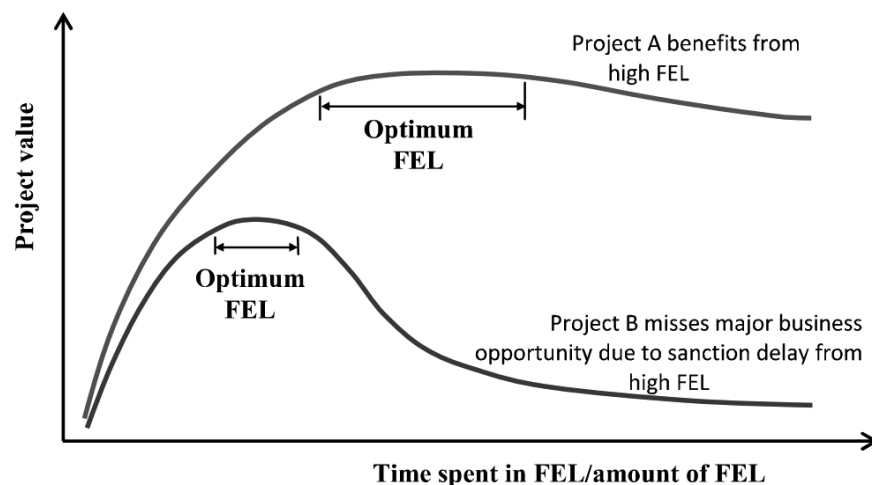 Project A benefits from
high FEL
Optimum
FEL
Project value
Optimum
FEL
Project B misses major business
opportunity due to sanction delay from
high FEL
Time spent in FEL/amount of FEL